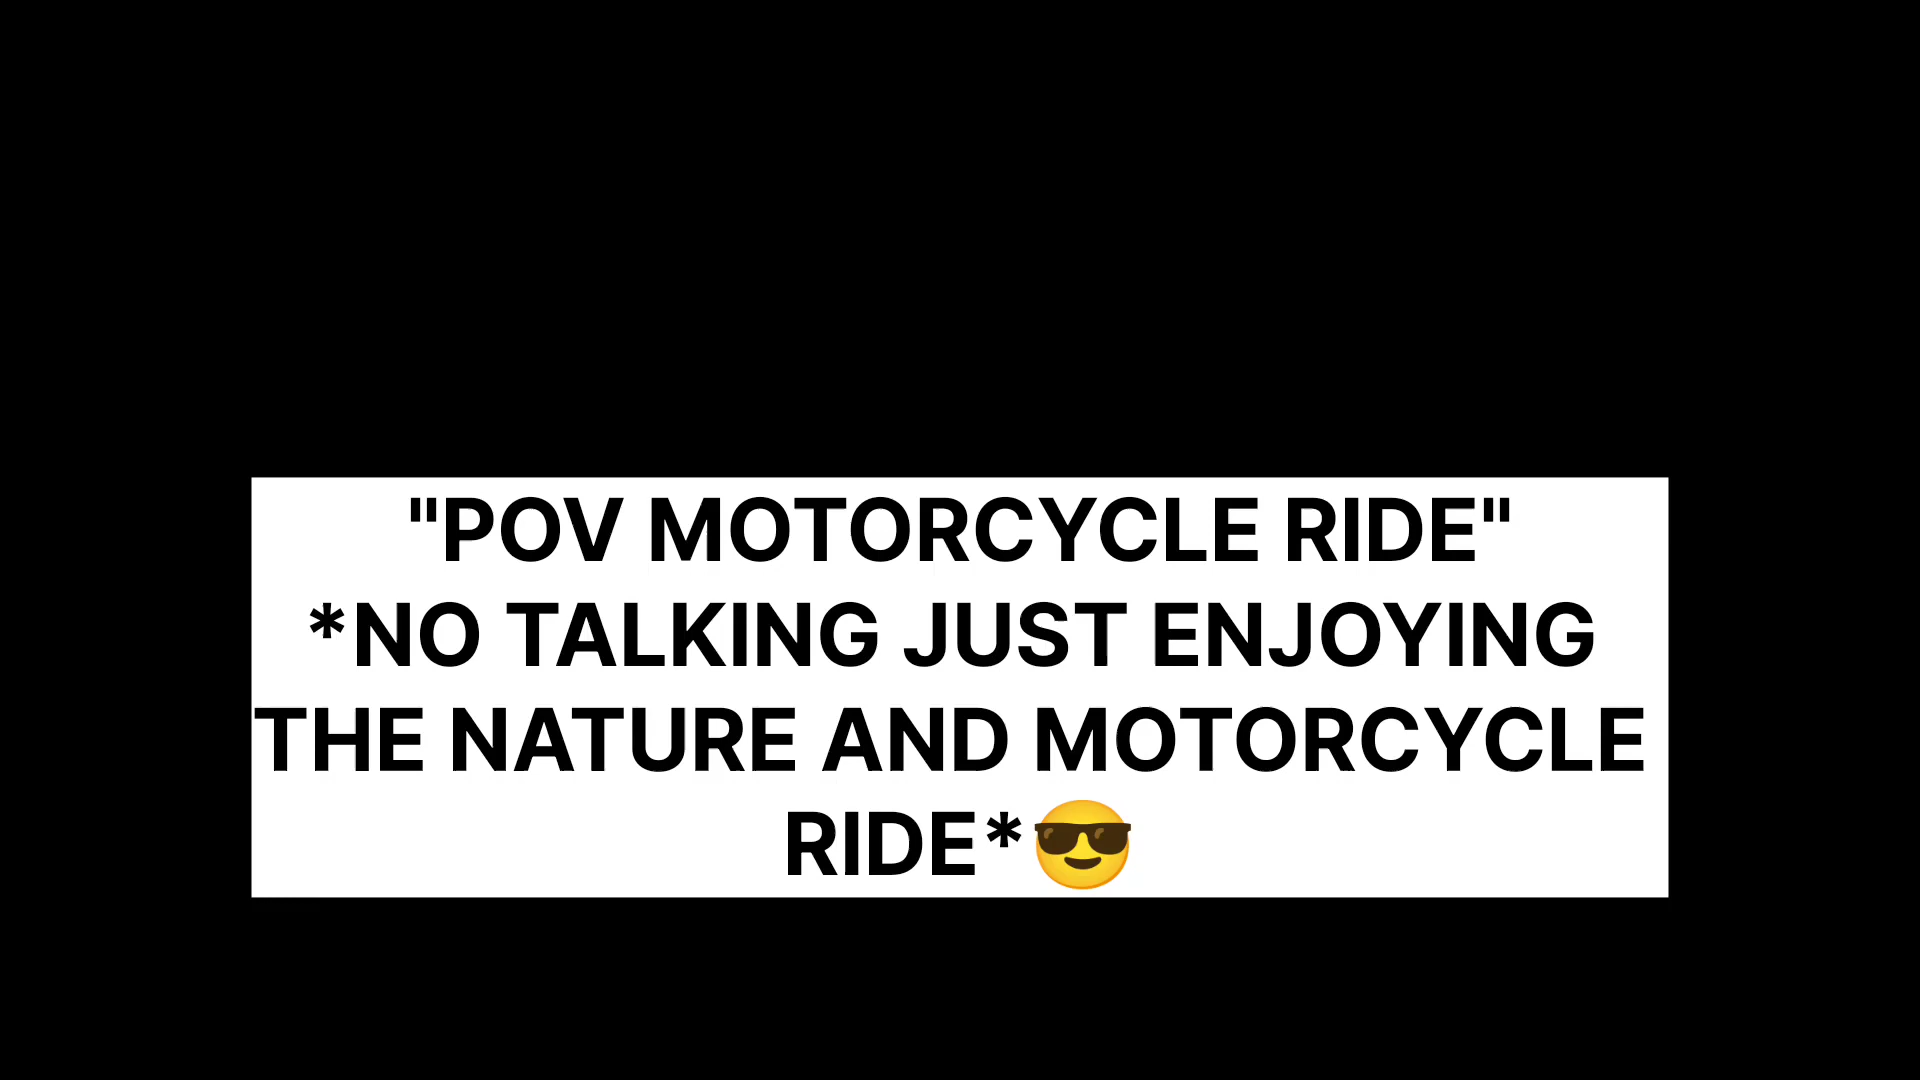 "POV MOTORCYCLE RIDE"
*NO TALKING JUST ENJOYING
THE NATURE AND MOTORCYCLE
RIDE*😎